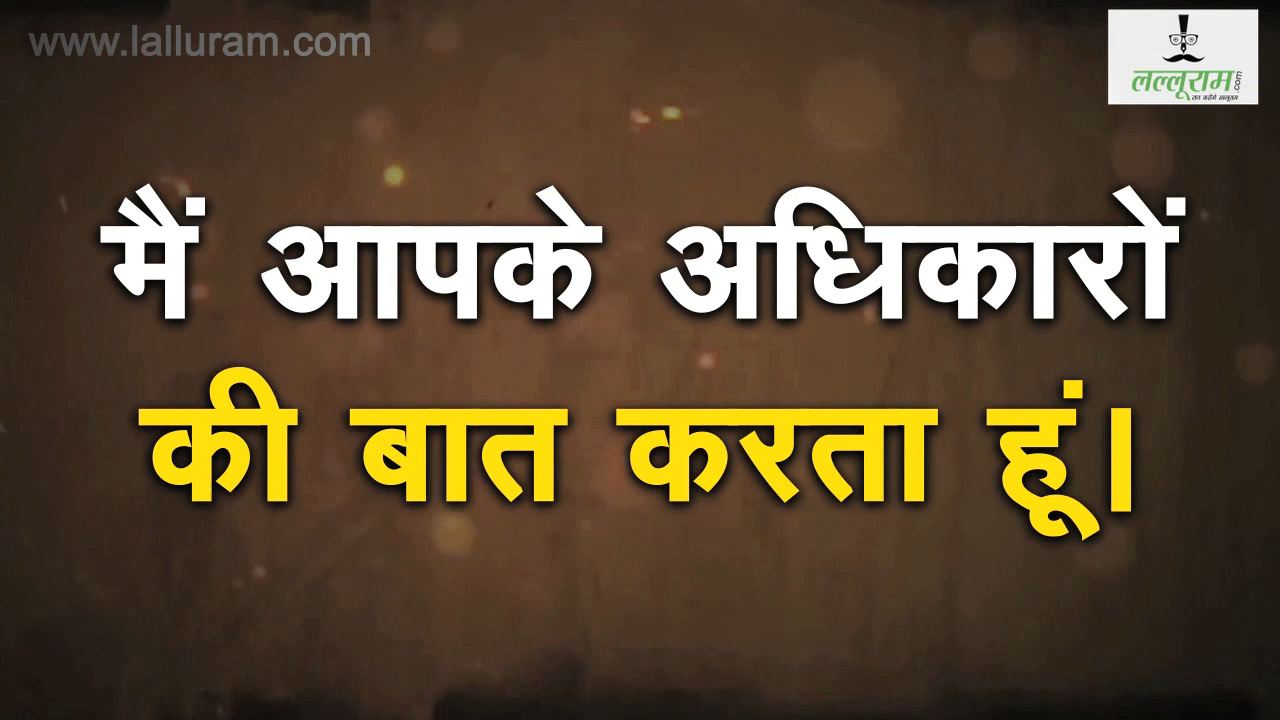 www.lalluram.com
लल्लूराम.com
मैं आपके अधिकारों
की बात करता हूं।